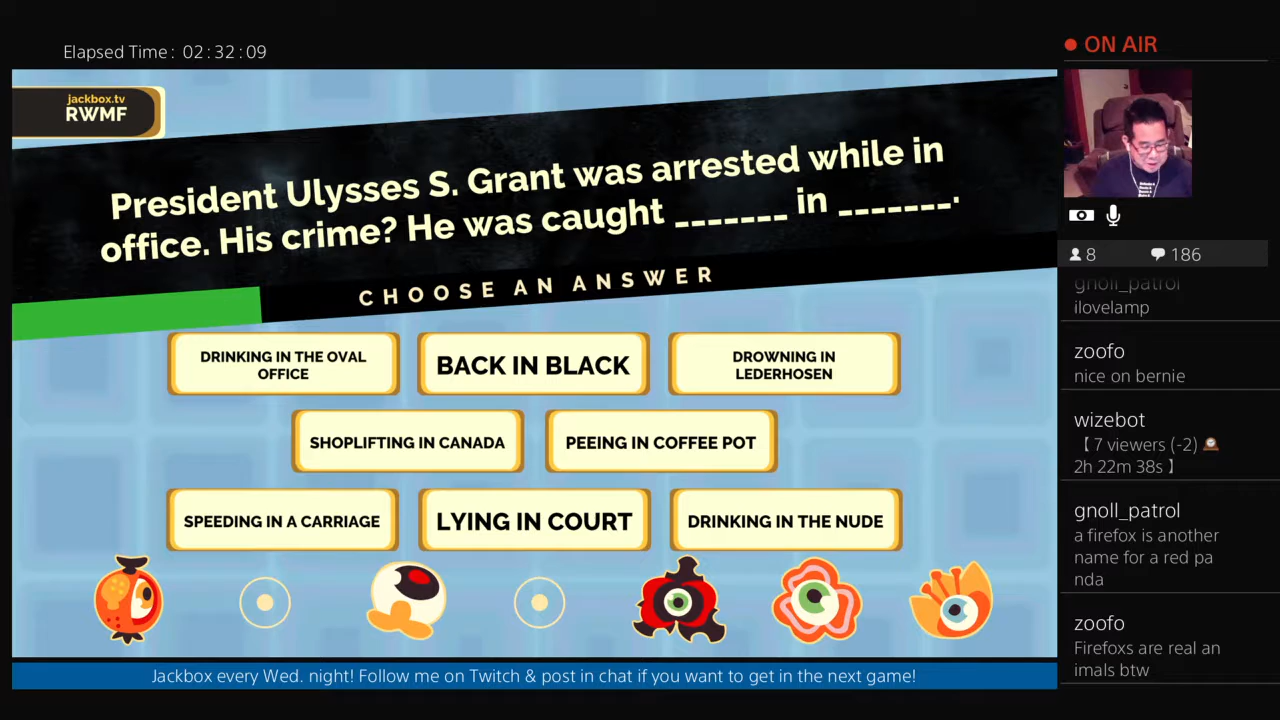 Elapsed Time: 02:32:09
ON AIR
jackbox.tv
RWMF
President Ulysses S. Grant was arrested while in
office. His crime? He was caught _______ in _______.
CHOOSE AN ANSWER
DRINKING IN THE OVAL
OFFICE
BACK IN BLACK
DROWNING IN
LEDERHOSEN
SHOPLIFTING IN CANADA
PEEING IN COFFEE POT
SPEEDING IN A CARRIAGE
LYING IN COURT
DRINKING IN THE NUDE
Jackbox every Wed. night! Follow me on Twitch & post in chat if you want to get in the next game!
8
186
gnoll_patrol
ilovelamp
zoofo
nice on bernie
wizebot
【7 viewers (-2) 🕰
2h 22m 38s 】
gnoll_patrol
a firefox is another
name for a red pa
nda
zoofo
Firefoxs are real an
imals btw